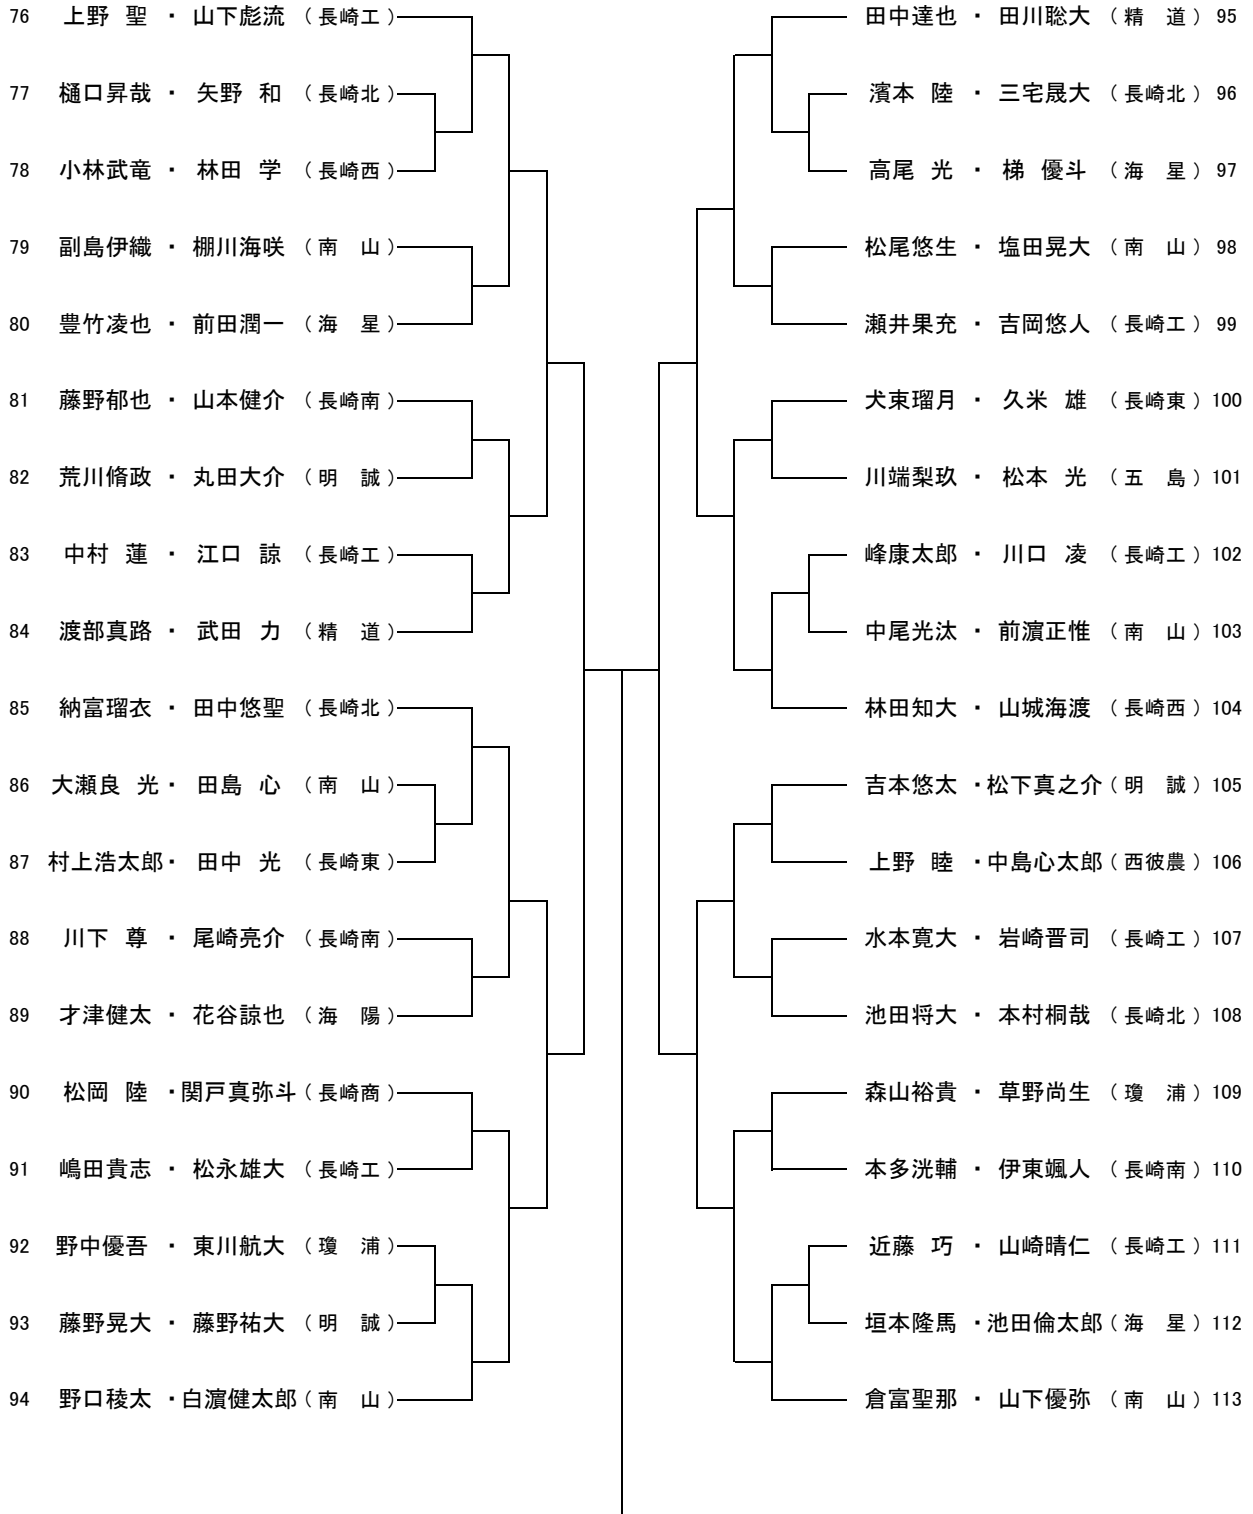 76 上野 聖 ・ 山下彪流 （長崎工）
77 樋口昇哉 ・ 矢野 和 （長崎北）
78 小林武竜 ・ 林田 学 （長崎西）
79 副島伊織 ・ 棚川海咲 （南 山）
80 豊竹凌也 ・ 前田潤一 （海 星）
81 藤野郁也 ・ 山本健介 （長崎南）
82 荒川脩政 ・ 丸田大介 （明 誠）
83 中村 蓮 ・ 江口 諒 （長崎工）
84 渡部真路 ・ 武田 力 （精 道）
85 納富瑠衣 ・ 田中悠聖 （長崎北）
86 大瀬良 光 ・ 田島 心 （南 山）
87 村上浩太郎 ・ 田中 光 （長崎東）
88 川下 尊 ・ 尾崎亮介 （長崎南）
89 才津健太 ・ 花谷諒也 （海 陽）
90 松岡 陸 ・ 関戸真弥斗 （長崎商）
91 嶋田貴志 ・ 松永雄大 （長崎工）
92 野中優吾 ・ 東川航大 （瓊 浦）
93 藤野晃大 ・ 藤野祐大 （明 誠）
94 野口稜太 ・ 白濵健太郎 （南 山）
田中達也 ・ 田川聡大 （精 道） 95
濱本 陸 ・ 三宅晟大 （長崎北） 96
高尾 光 ・ 梯 優斗 （海 星） 97
松尾悠生 ・ 塩田晃大 （南 山） 98
瀬井果充 ・ 吉岡悠人 （長崎工） 99
犬束瑠月 ・ 久米 雄 （長崎東） 100
川端梨玖 ・ 松本 光 （五 島） 101
峰康太郎 ・ 川口 凌 （長崎工） 102
中尾光汰 ・ 前濵正惟 （南 山） 103
林田知大 ・ 山城海渡 （長崎西） 104
吉本悠太 ・ 松下真之介 （明 誠） 105
上野 睦 ・ 中島心太郎 （西彼農） 106
水本寛大 ・ 岩崎晋司 （長崎工） 107
池田将大 ・ 本村桐哉 （長崎北） 108
森山裕貴 ・ 草野尚生 （瓊 浦） 109
本多洸輔 ・ 伊東颯人 （長崎南） 110
近藤 巧 ・ 山崎晴仁 （長崎工） 111
垣本隆馬 ・ 池田倫太郎 （海 星） 112
倉富聖那 ・ 山下優弥 （南 山） 113